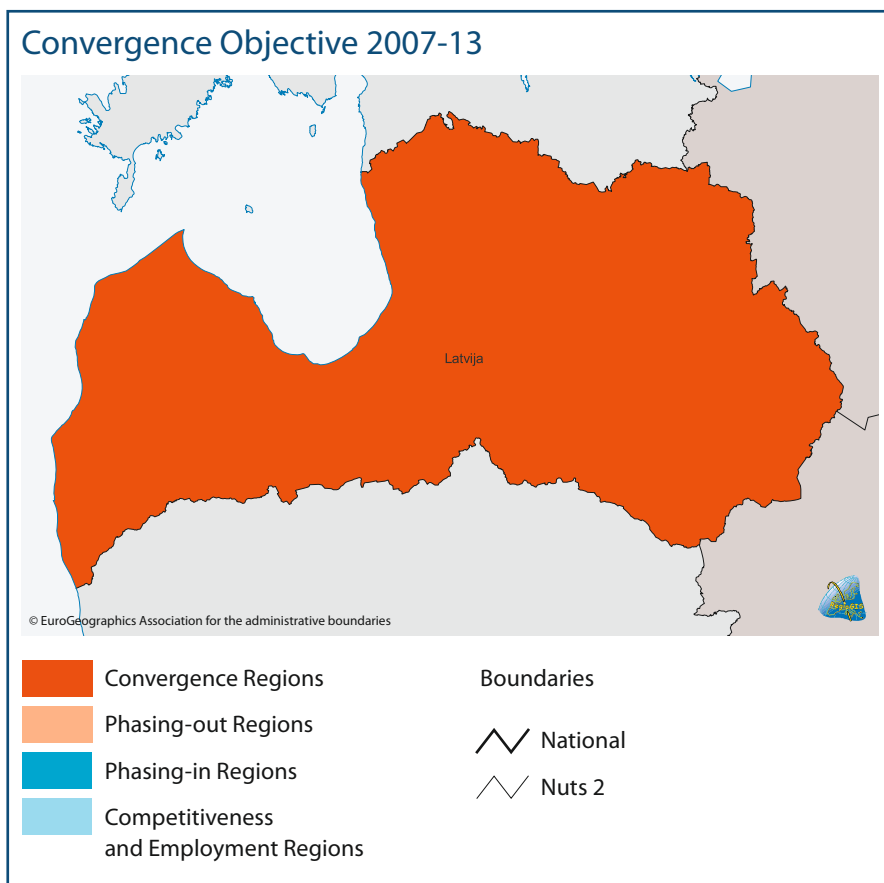 Convergence Objective 2007-13
Latvija
© EuroGeographics Association for the administrative boundaries
RegioGIS
Convergence Regions
Phasing-out Regions
Phasing-in Regions
Competitiveness
and Employment Regions
Boundaries
National
Nuts 2